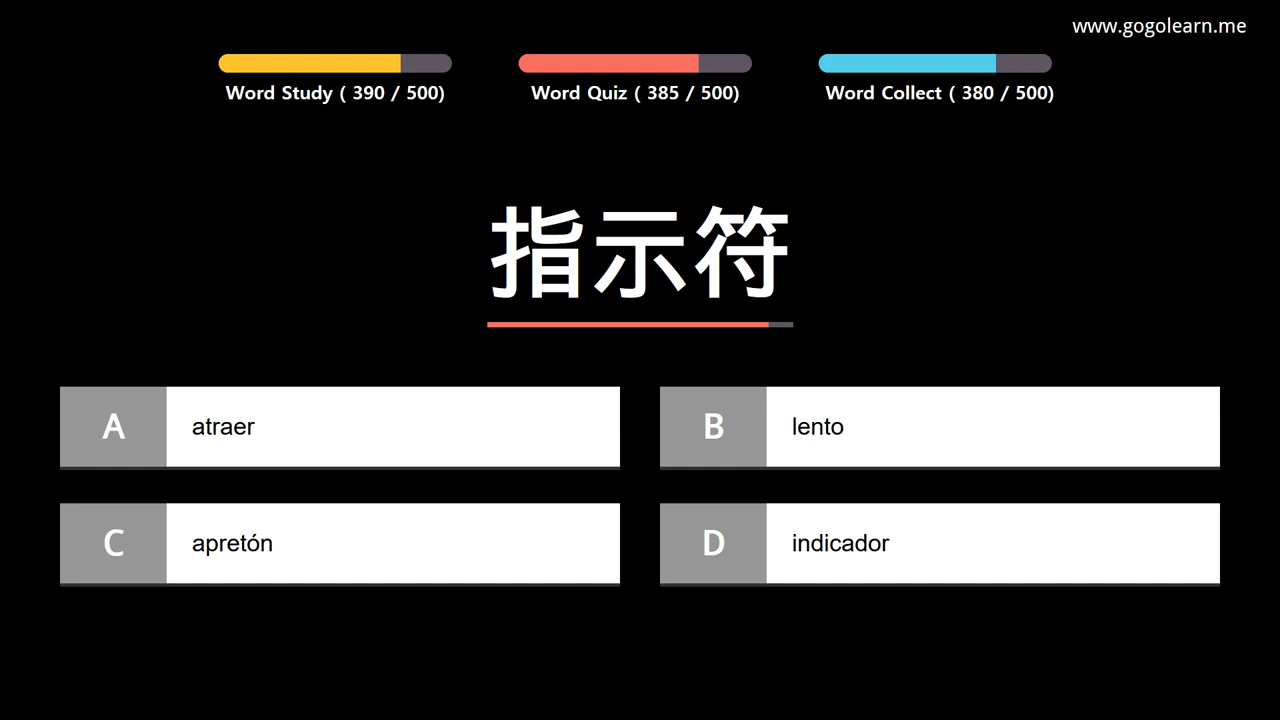 www.gogolearn.me
Word Study ( 390 / 500)
Word Quiz ( 385 / 500)
Word Collect ( 380 / 500)
指示符
A atraer
B lento
C apretón
D indicador